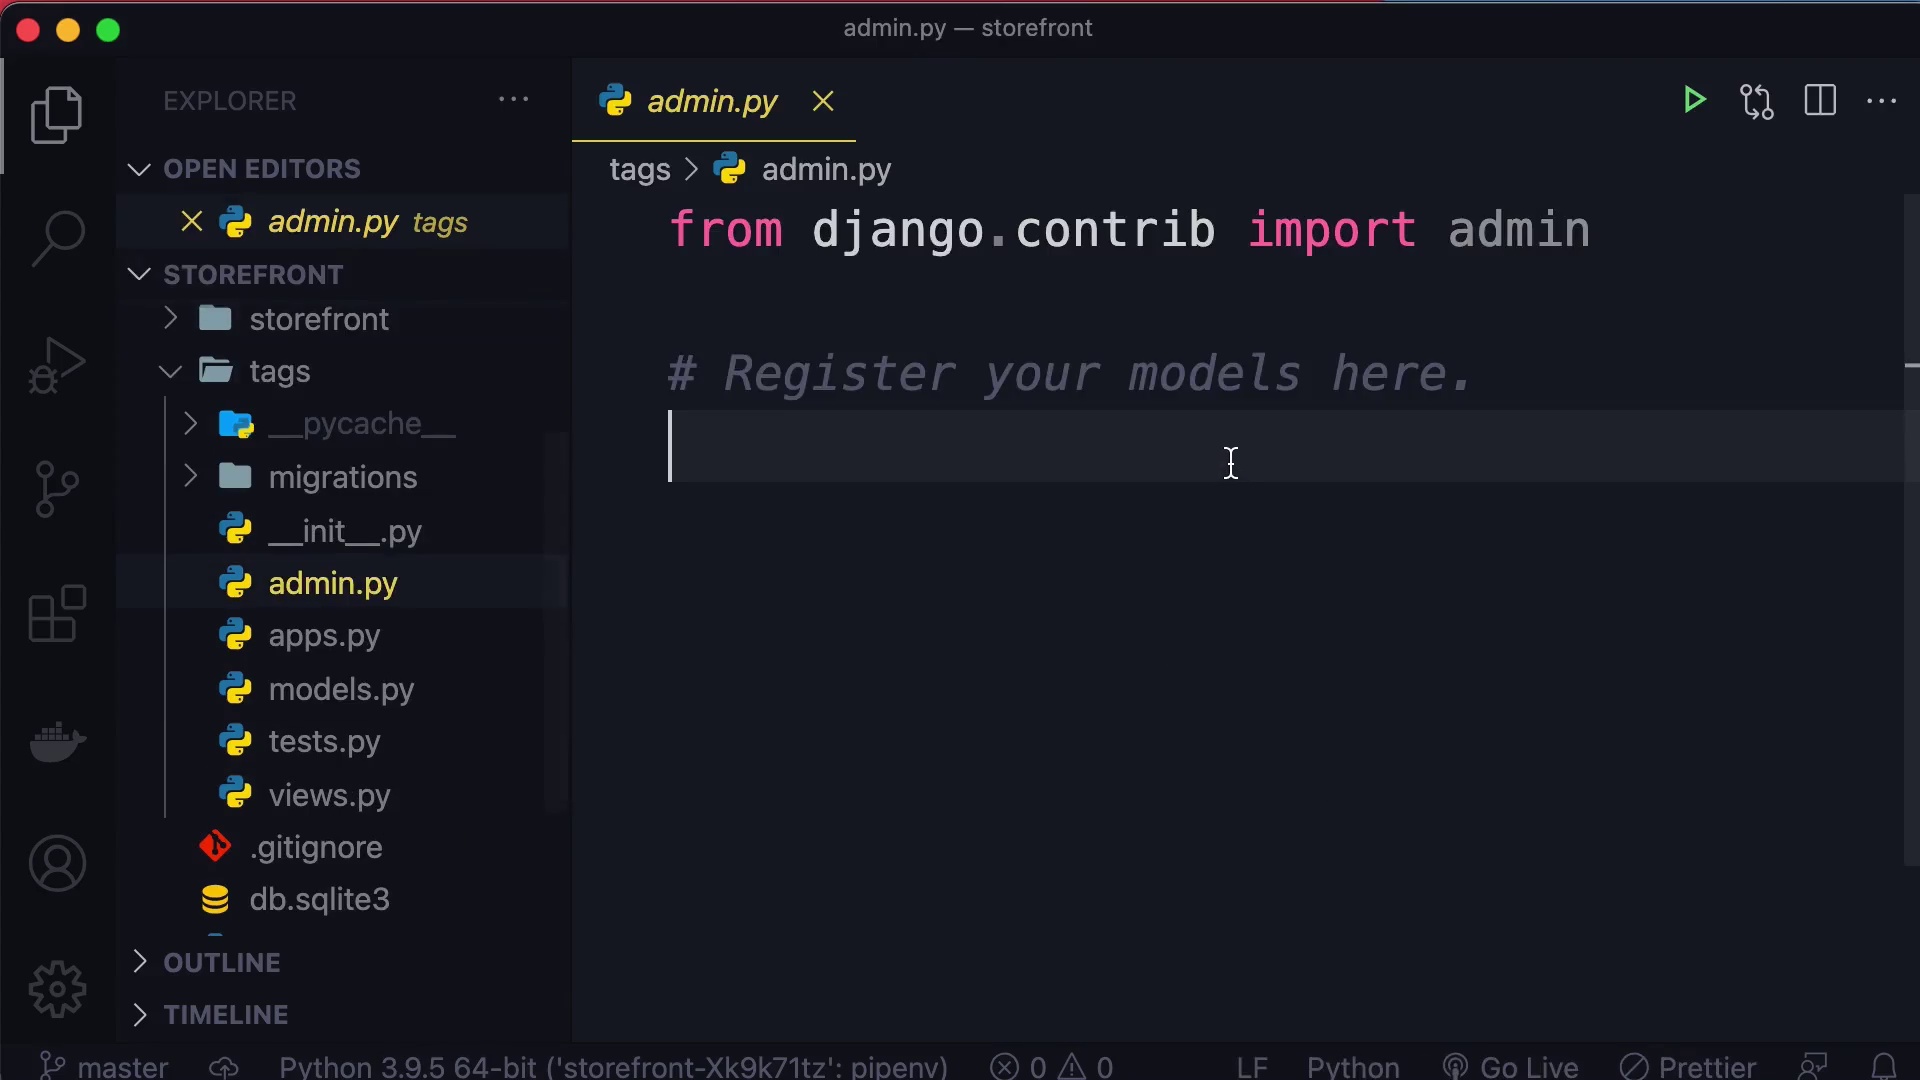 admin.py — storefront
EXPLORER
OPEN EDITORS
admin.py tags
STOREFRONT
storefront
tags
__pycache__
migrations
__init__.py
admin.py
apps.py
models.py
tests.py
views.py
.gitignore
db.sqlite3
OUTLINE
TIMELINE
admin.py
tags > admin.py
from django.contrib import admin
# Register your models here.
master
Python 3.9.5 64-bit ('storefront-Xk9k71tz': pipenv)
0
0
LF
Python
Go Live
Prettier